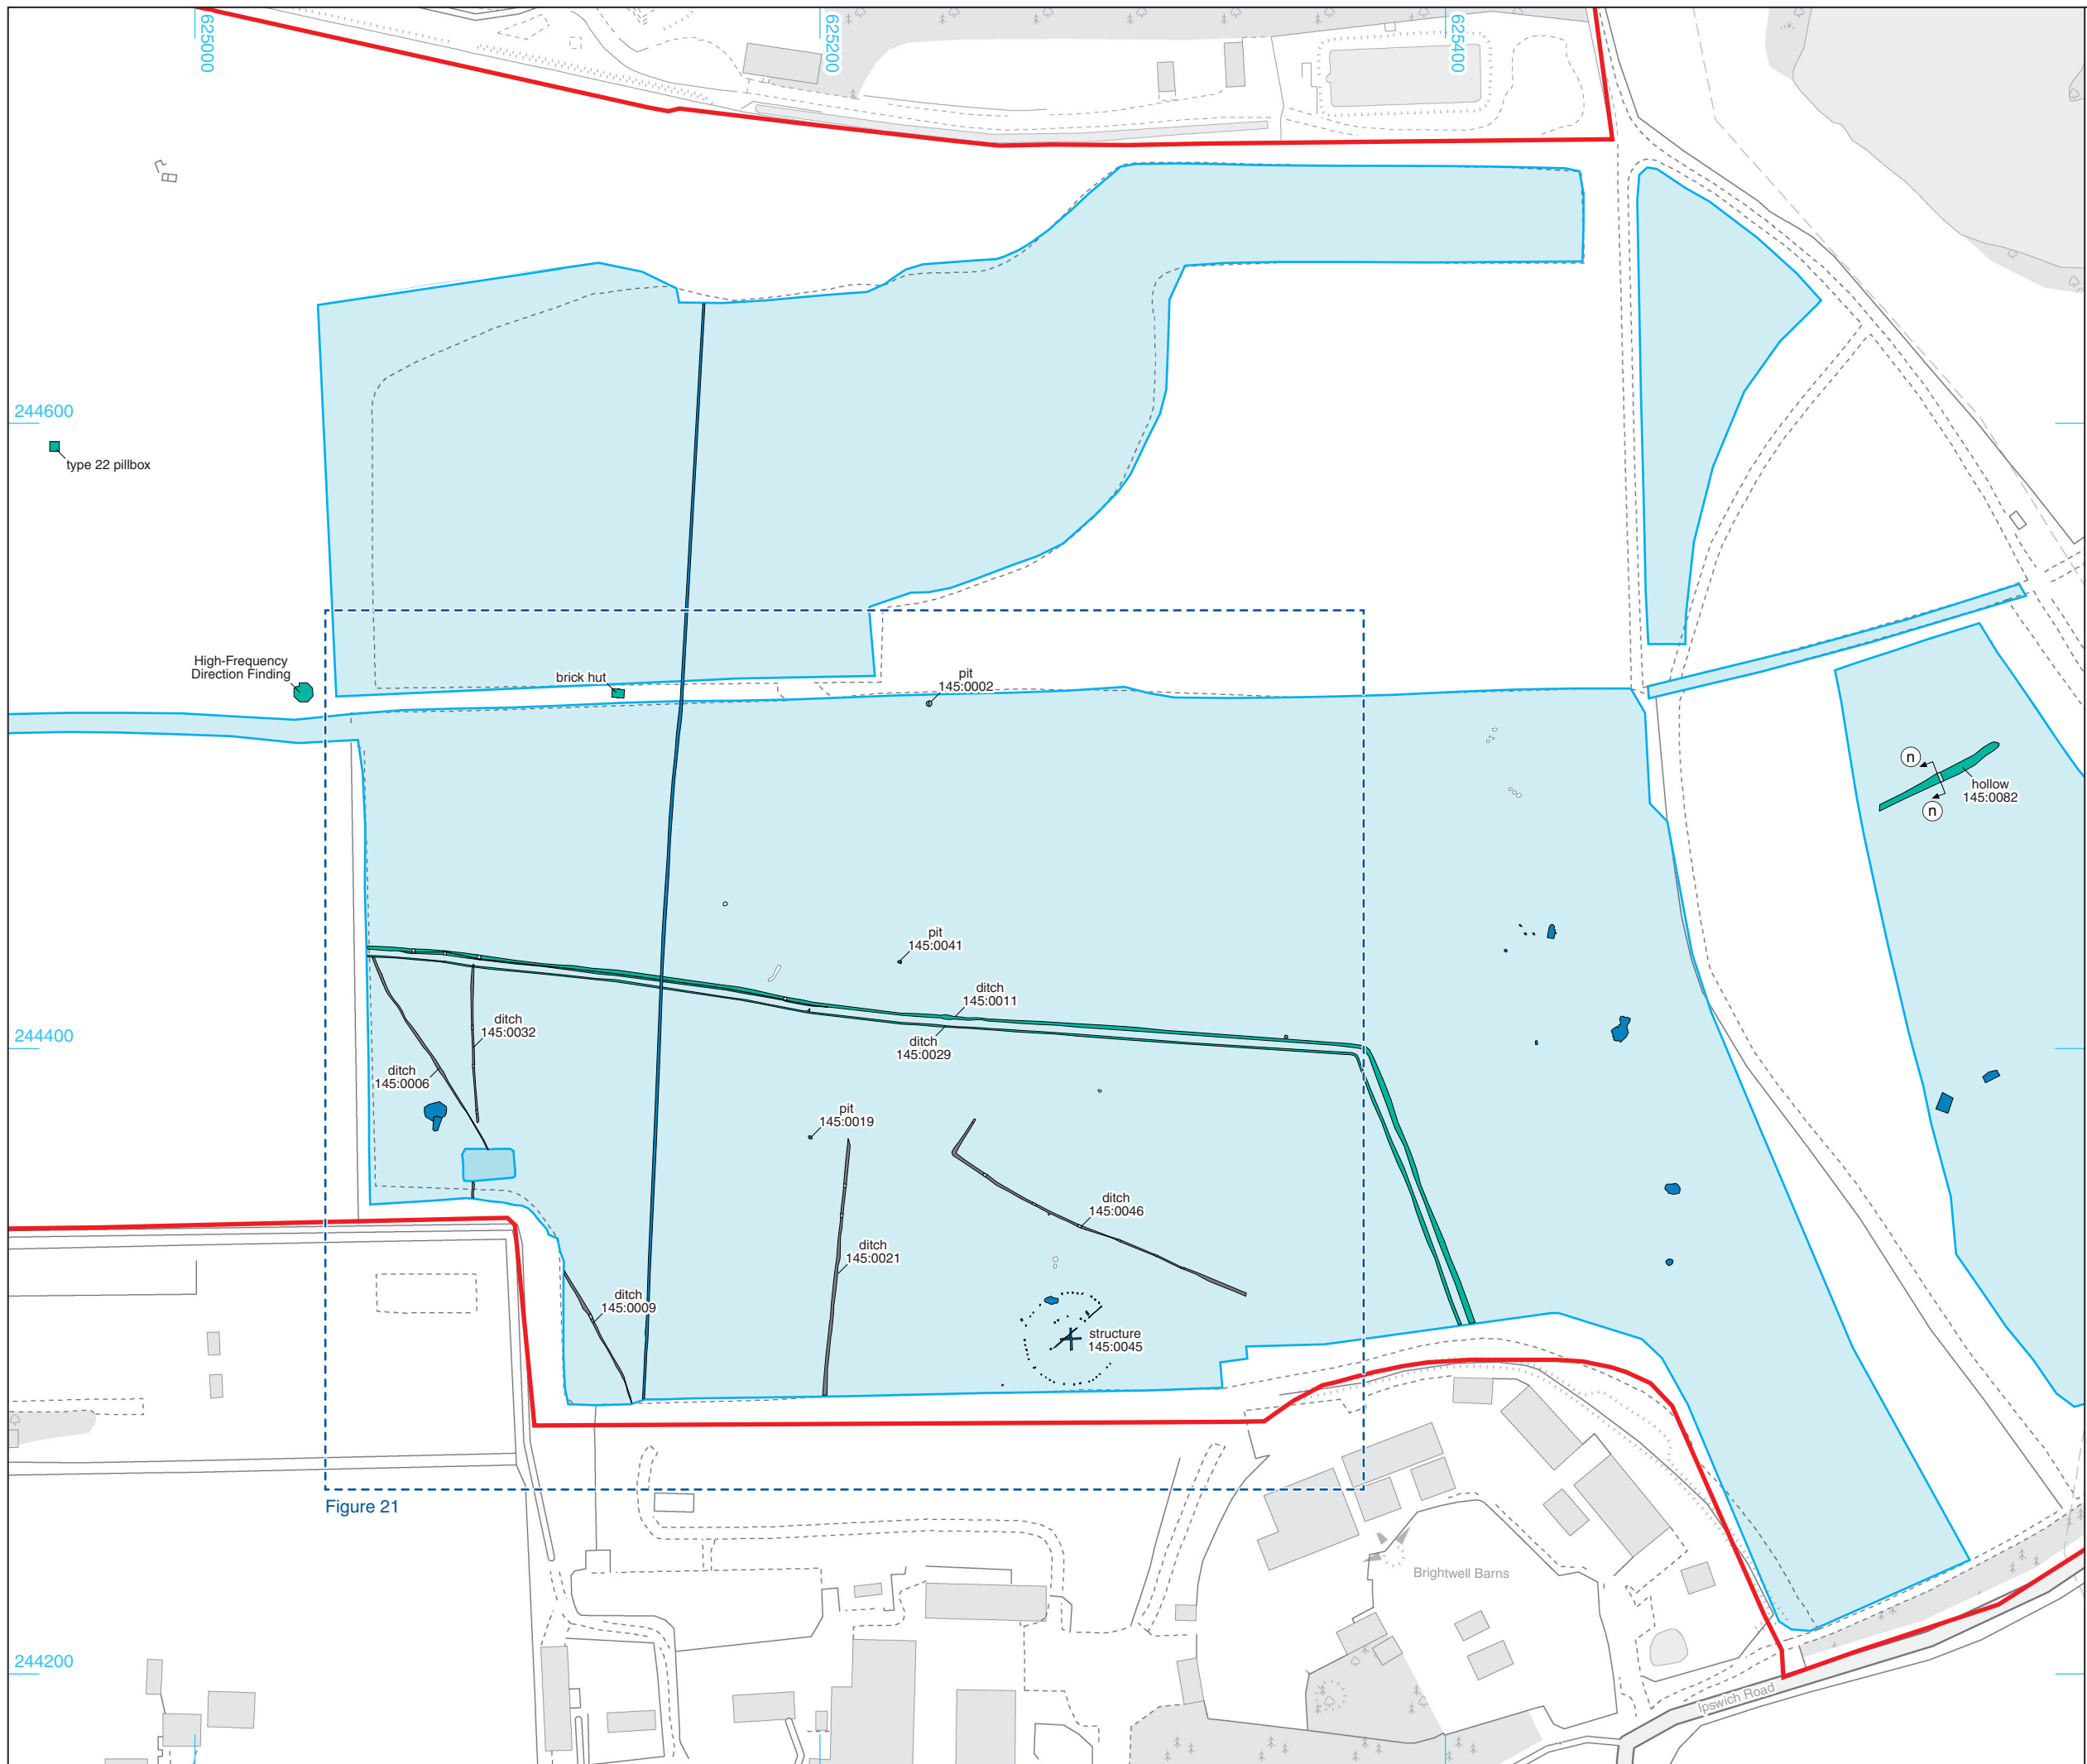 625000
625200
625400
244600
type 22 pillbox
High-Frequency
Direction Finding
brick hut
pit
145:0002
n
n
hollow
145:0082
pit
145:0041
ditch
145:0011
ditch
145:0032
244400
ditch
145:0029
ditch
145:0006
pit
145:0019
ditch
145:0046
ditch
145:0021
ditch
145:0009
structure
145:0045
Figure 21
Brightwell Barns
244200
Ipswich Road